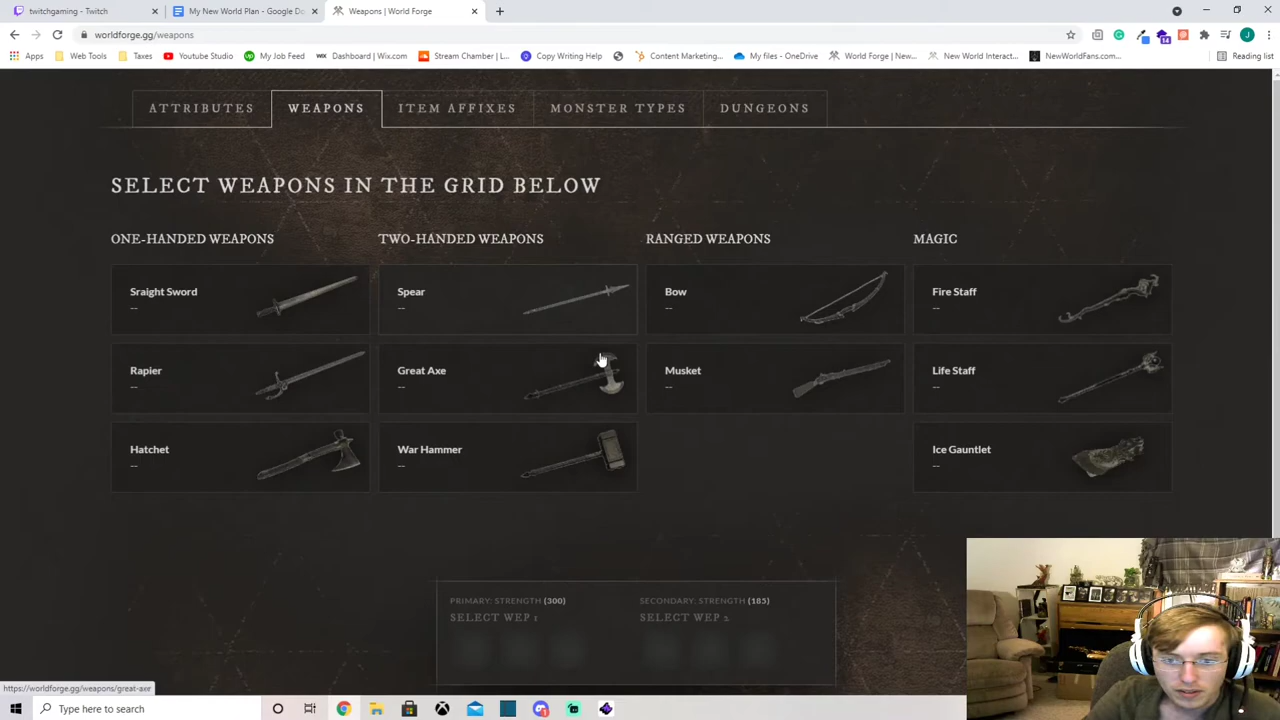 twitchgaming - Twitch
My New World Plan - Google Do
Weapons | World Forge
worldforge.gg/weapons
14
J
Apps
Web Tools
Taxes
Youtube Studio
My Job Feed
WiX Dashboard | Wix.com
Stream Chamber | L...
Copy Writing Help
Content Marketing...
My files - OneDrive
World Forge | New...
New World Interact...
NewWorldFans.com...
Reading list
ATTRIBUTES
WEAPONS
ITEM AFFIXES
MONSTER TYPES
DUNGEONS
SELECT WEAPONS IN THE GRID BELOW
ONE-HANDED WEAPONS
TWO-HANDED WEAPONS
RANGED WEAPONS
MAGIC
Sraight Sword
--
Spear
--
Bow
--
Fire Staff
--
Rapier
--
Great Axe
--
Musket
--
Life Staff
--
Hatchet
--
War Hammer
--
Ice Gauntlet
--
PRIMARY: STRENGTH (300)
SELECT WEP 1
SECONDARY: STRENGTH (185)
SELECT WEP 2
https://worldforge.gg/weapons/great-axe
Type here to search